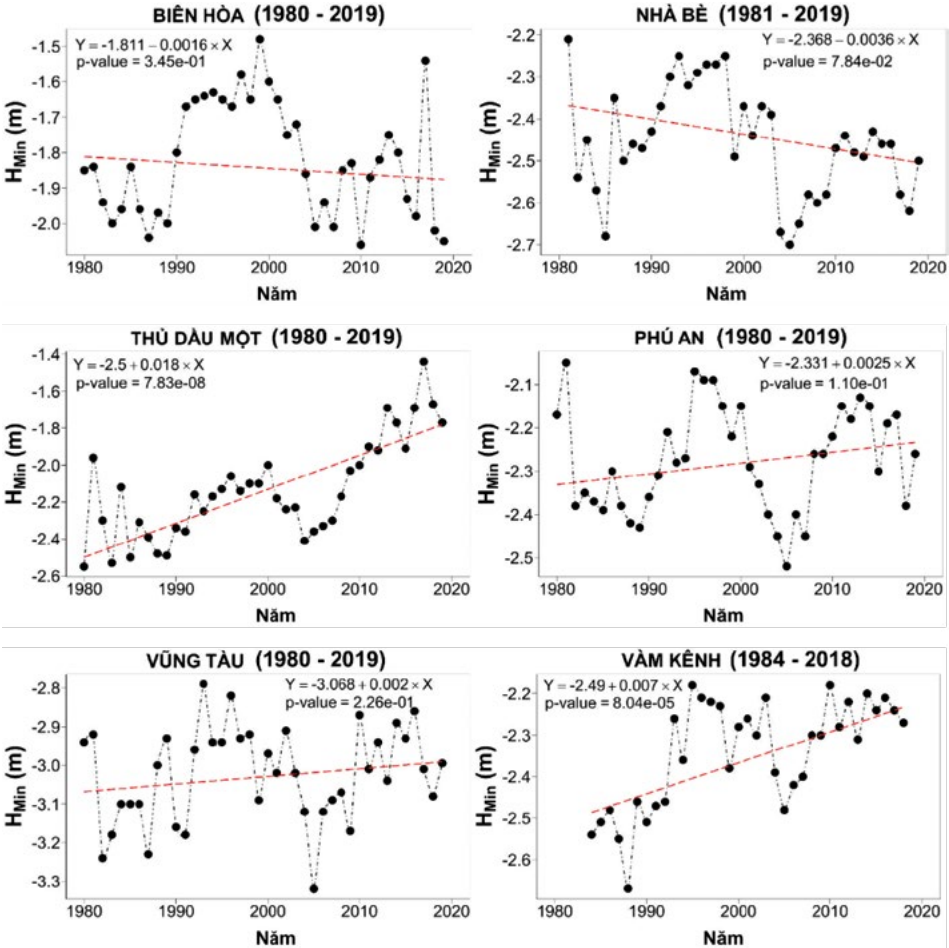 BIÊN HÒA (1980 - 2019)
Y = -1.811 – 0.0016 × X
p-value = 3.45e-01
-1.5
-1.6
-1.7
-1.8
-1.9
-2.0
HMin (m)
1980 1990 2000 2010 2020
Năm
NHÀ BÈ (1981 - 2019)
Y = -2.368 – 0.0036 × X
p-value = 7.84e-02
-2.2
-2.3
-2.4
-2.5
-2.6
-2.7
HMin (m)
1980 1990 2000 2010 2020
Năm
THỦ DẦU MỘT (1980 - 2019)
Y = -2.5 + 0.018 × X
p-value = 7.83e-08
-1.4
-1.6
-1.8
-2.0
-2.2
-2.4
-2.6
HMin (m)
1980 1990 2000 2010 2020
Năm
PHÚ AN (1980 - 2019)
Y = -2.331 + 0.0025 × X
p-value = 1.10e-01
-2.1
-2.2
-2.3
-2.4
-2.5
HMin (m)
1980 1990 2000 2010 2020
Năm
VŨNG TÀU (1980 - 2019)
Y = -3.068 + 0.002 × X
p-value = 2.26e-01
-2.8
-2.9
-3.0
-3.1
-3.2
-3.3
HMin (m)
1980 1990 2000 2010 2020
Năm
VÀM KÊNH (1984 - 2018)
Y = -2.49 + 0.007 × X
p-value = 8.04e-05
-2.2
-2.3
-2.4
-2.5
-2.6
HMin (m)
1980 1990 2000 2010 2020
Năm